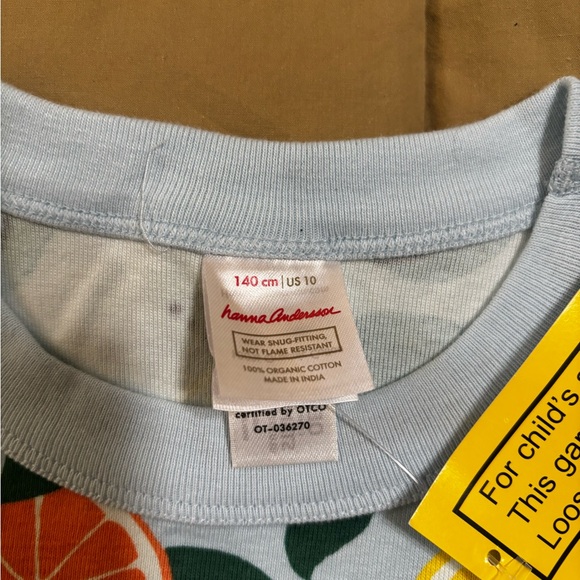 140 cm | US 10
hanna andersson
WEAR SNUG-FITTING,
NOT FLAME RESISTANT
100% ORGANIC COTTON
MADE IN INDIA
certified by OTCO
OT-036270
For child's
This gar
Loos